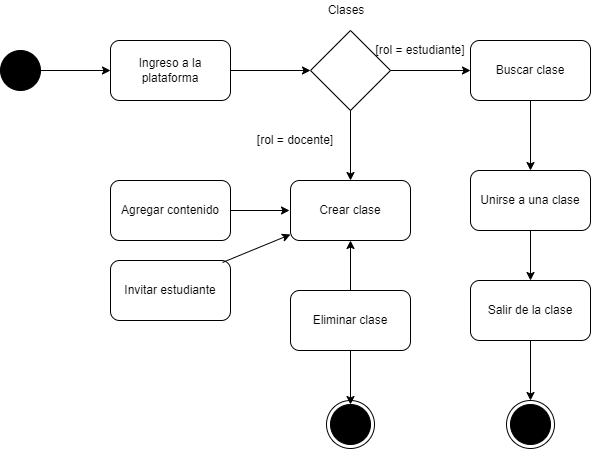 Clases
Ingreso a la
plataforma
[rol = estudiante]
Buscar clase
[rol = docente]
Agregar contenido
Crear clase
Unirse a una clase
Invitar estudiante
Eliminar clase
Salir de la clase